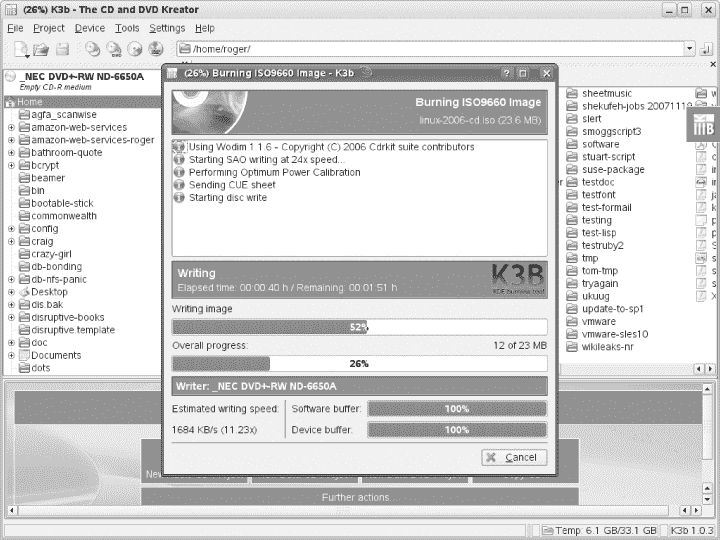 (26%) K3b - The CD and DVD Kreator
File Project Device Tools Settings Help
/home/roger/
_NEC DVD+-RW ND-6650A
Empty CD-R medium
Home
agfa_scanwise
amazon-web-services
amazon-web-services-roger
bathroom-quote
bcrypt
beamer
bin
bootable-stick
commonwealth
config
craig
crazy-girl
db-bonding
db-nfs-panic
Desktop
dis.bak
disruptive-books
disruptive.template
doc
Documents
dots
(26%) Burning ISO9660 Image - K3b
Burning ISO9660 Image
linux-2006-cd iso (23.6 MB)
Using Wodim 1 1.6 - Copyright (C) 2006 Cdrkit suite contributors
Starting SAO writing at 24x speed...
Performing Optimum Power Calibration
Sending CUE sheet
Starting disc write
Writing
Elapsed time: 00:00.40 h / Remaining: 00:01 51 h
K3B
KDE burning tool
Writing image
52%
Overall progress: 12 of 23 MB
26%
Writer: _NEC DVD+-RW ND-6650A
Estimated writing speed:
1684 KB/s (11.23x)
Software buffer: 100%
Device buffer: 100%
Cancel
sheetmusic
shekufeh-jobs 20071119
slert
smoggscript3
software
stuart-script
suse-package
testdoc
testfont
test-formail
testing
test-lisp
testruby2
tmp
tom-tmp
tryagain
ukuug
update-to-sp1
vmware
vmware-sles10
wikileaks-nr
Further actions...
Temp: 6.1 GB/33.1 GB K3b 1.0.3